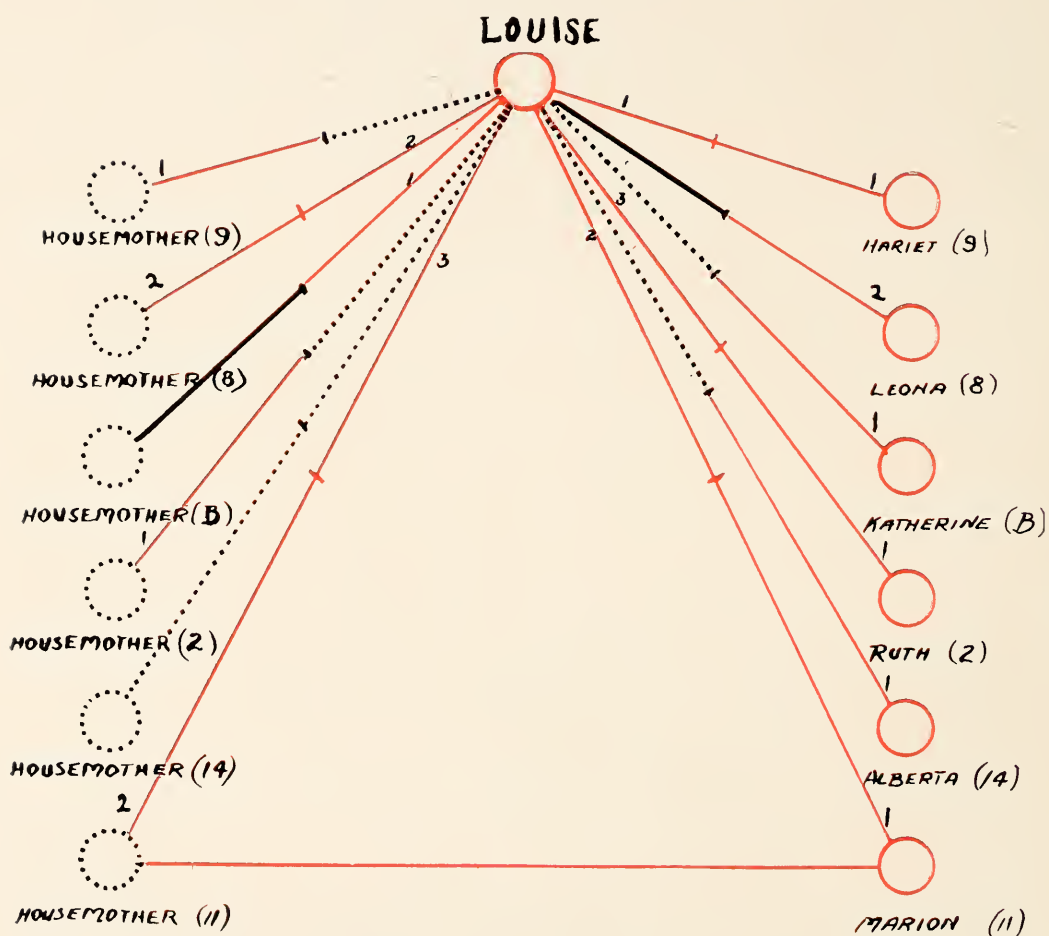 LOUISE
1
1
1
HOUSEMOTHER (9)
2
HARIET (9)
1
3
2
2
3
2
HOUSEMOTHER (8)
LEONA (8)
1
HOUSEMOTHER (B)
KATHERINE (B)
1
1
HOUSEMOTHER (2)
RUTH (2)
1
HOUSEMOTHER (14)
ALBERTA (14)
2
1
HOUSEMOTHER (11)
MARION (11)